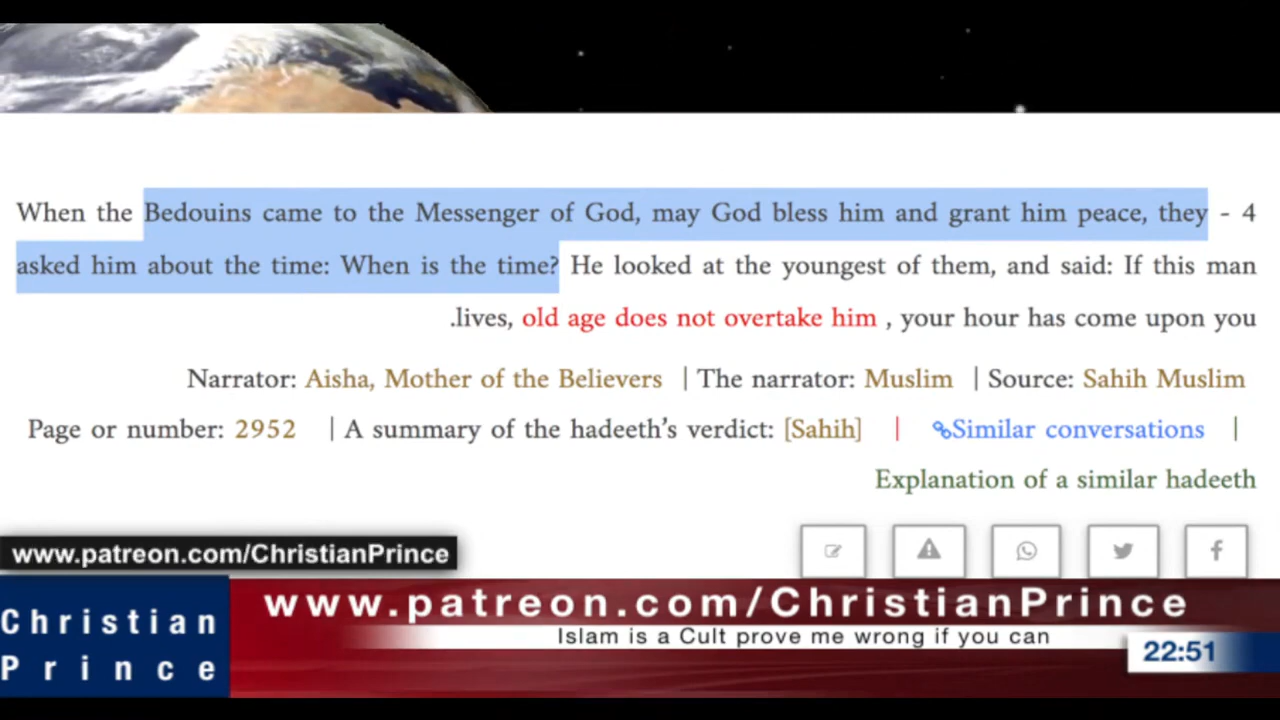 When the Bedouins came to the Messenger of God, may God bless him and grant him peace, they - 4
asked him about the time: When is the time? He looked at the youngest of them, and said: If this man
.lives, old age does not overtake him , your hour has come upon you
Narrator: Aisha, Mother of the Believers | The narrator: Muslim | Source: Sahih Muslim
Page or number: 2952 | A summary of the hadeeth's verdict: [Sahih] | Similar conversations |
Explanation of a similar hadeeth
www.patreon.com/ChristianPrince
www.patreon.com/ChristianPrince
Islam is a Cult prove me wrong if you can
Christian
Prince
22:51